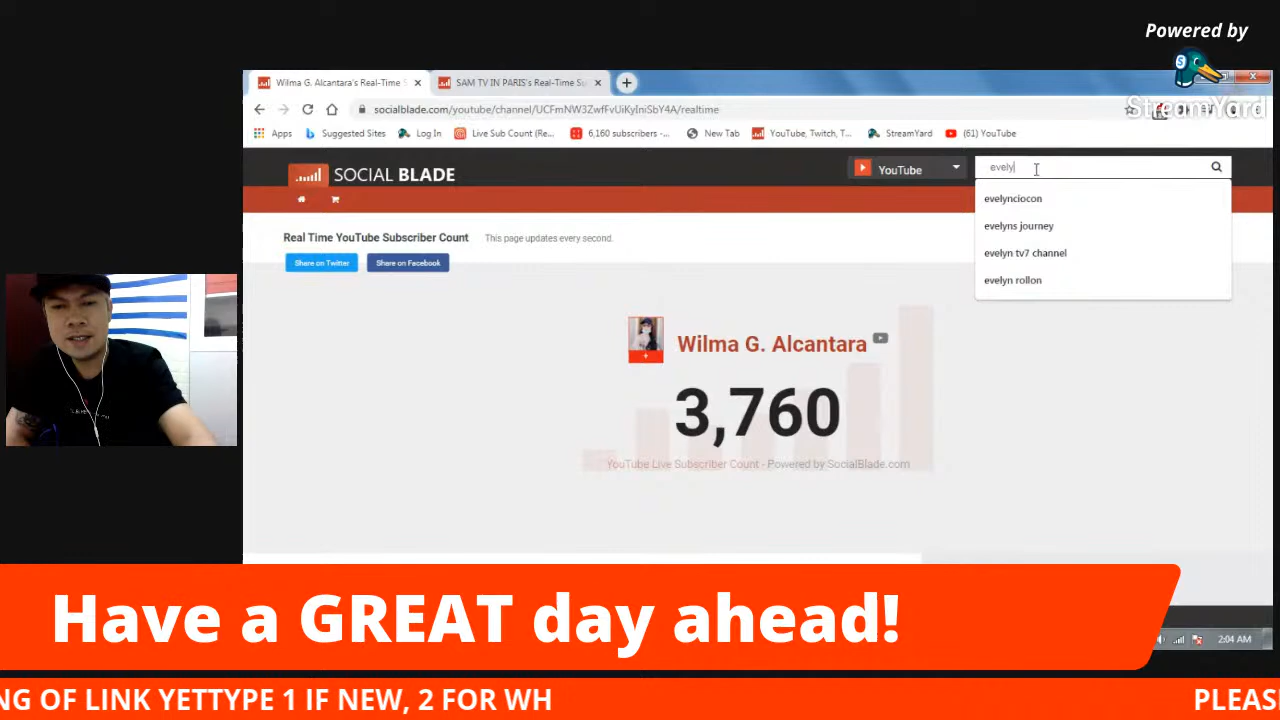 Powered by
StreamYard
Wilma G. Alcantara's Real-Time S
SAM TV IN PARIS's Real-Time Su
socialblade.com/youtube/channel/UCFmNW3ZwfFvUiKyIniSbY4A/realtime
Apps
Suggested Sites
Log In
Live Sub Count (Re...
6,160 subscribers -...
New Tab
YouTube, Twitch, T...
StreamYard
(61) YouTube
SOCIAL BLADE
YouTube
evely
evelynciocon
evelyns journey
evelyn tv7 channel
evelyn rollon
Real Time YouTube Subscriber Count
This page updates every second.
Share on Twitter
Share on Facebook
Wilma G. Alcantara
3,760
YouTube Live Subscriber Count - Powered by SocialBlade.com
2:04 AM
Have a GREAT day ahead!
NG OF LINK YETTYPE 1 IF NEW, 2 FOR WH
PLEAS